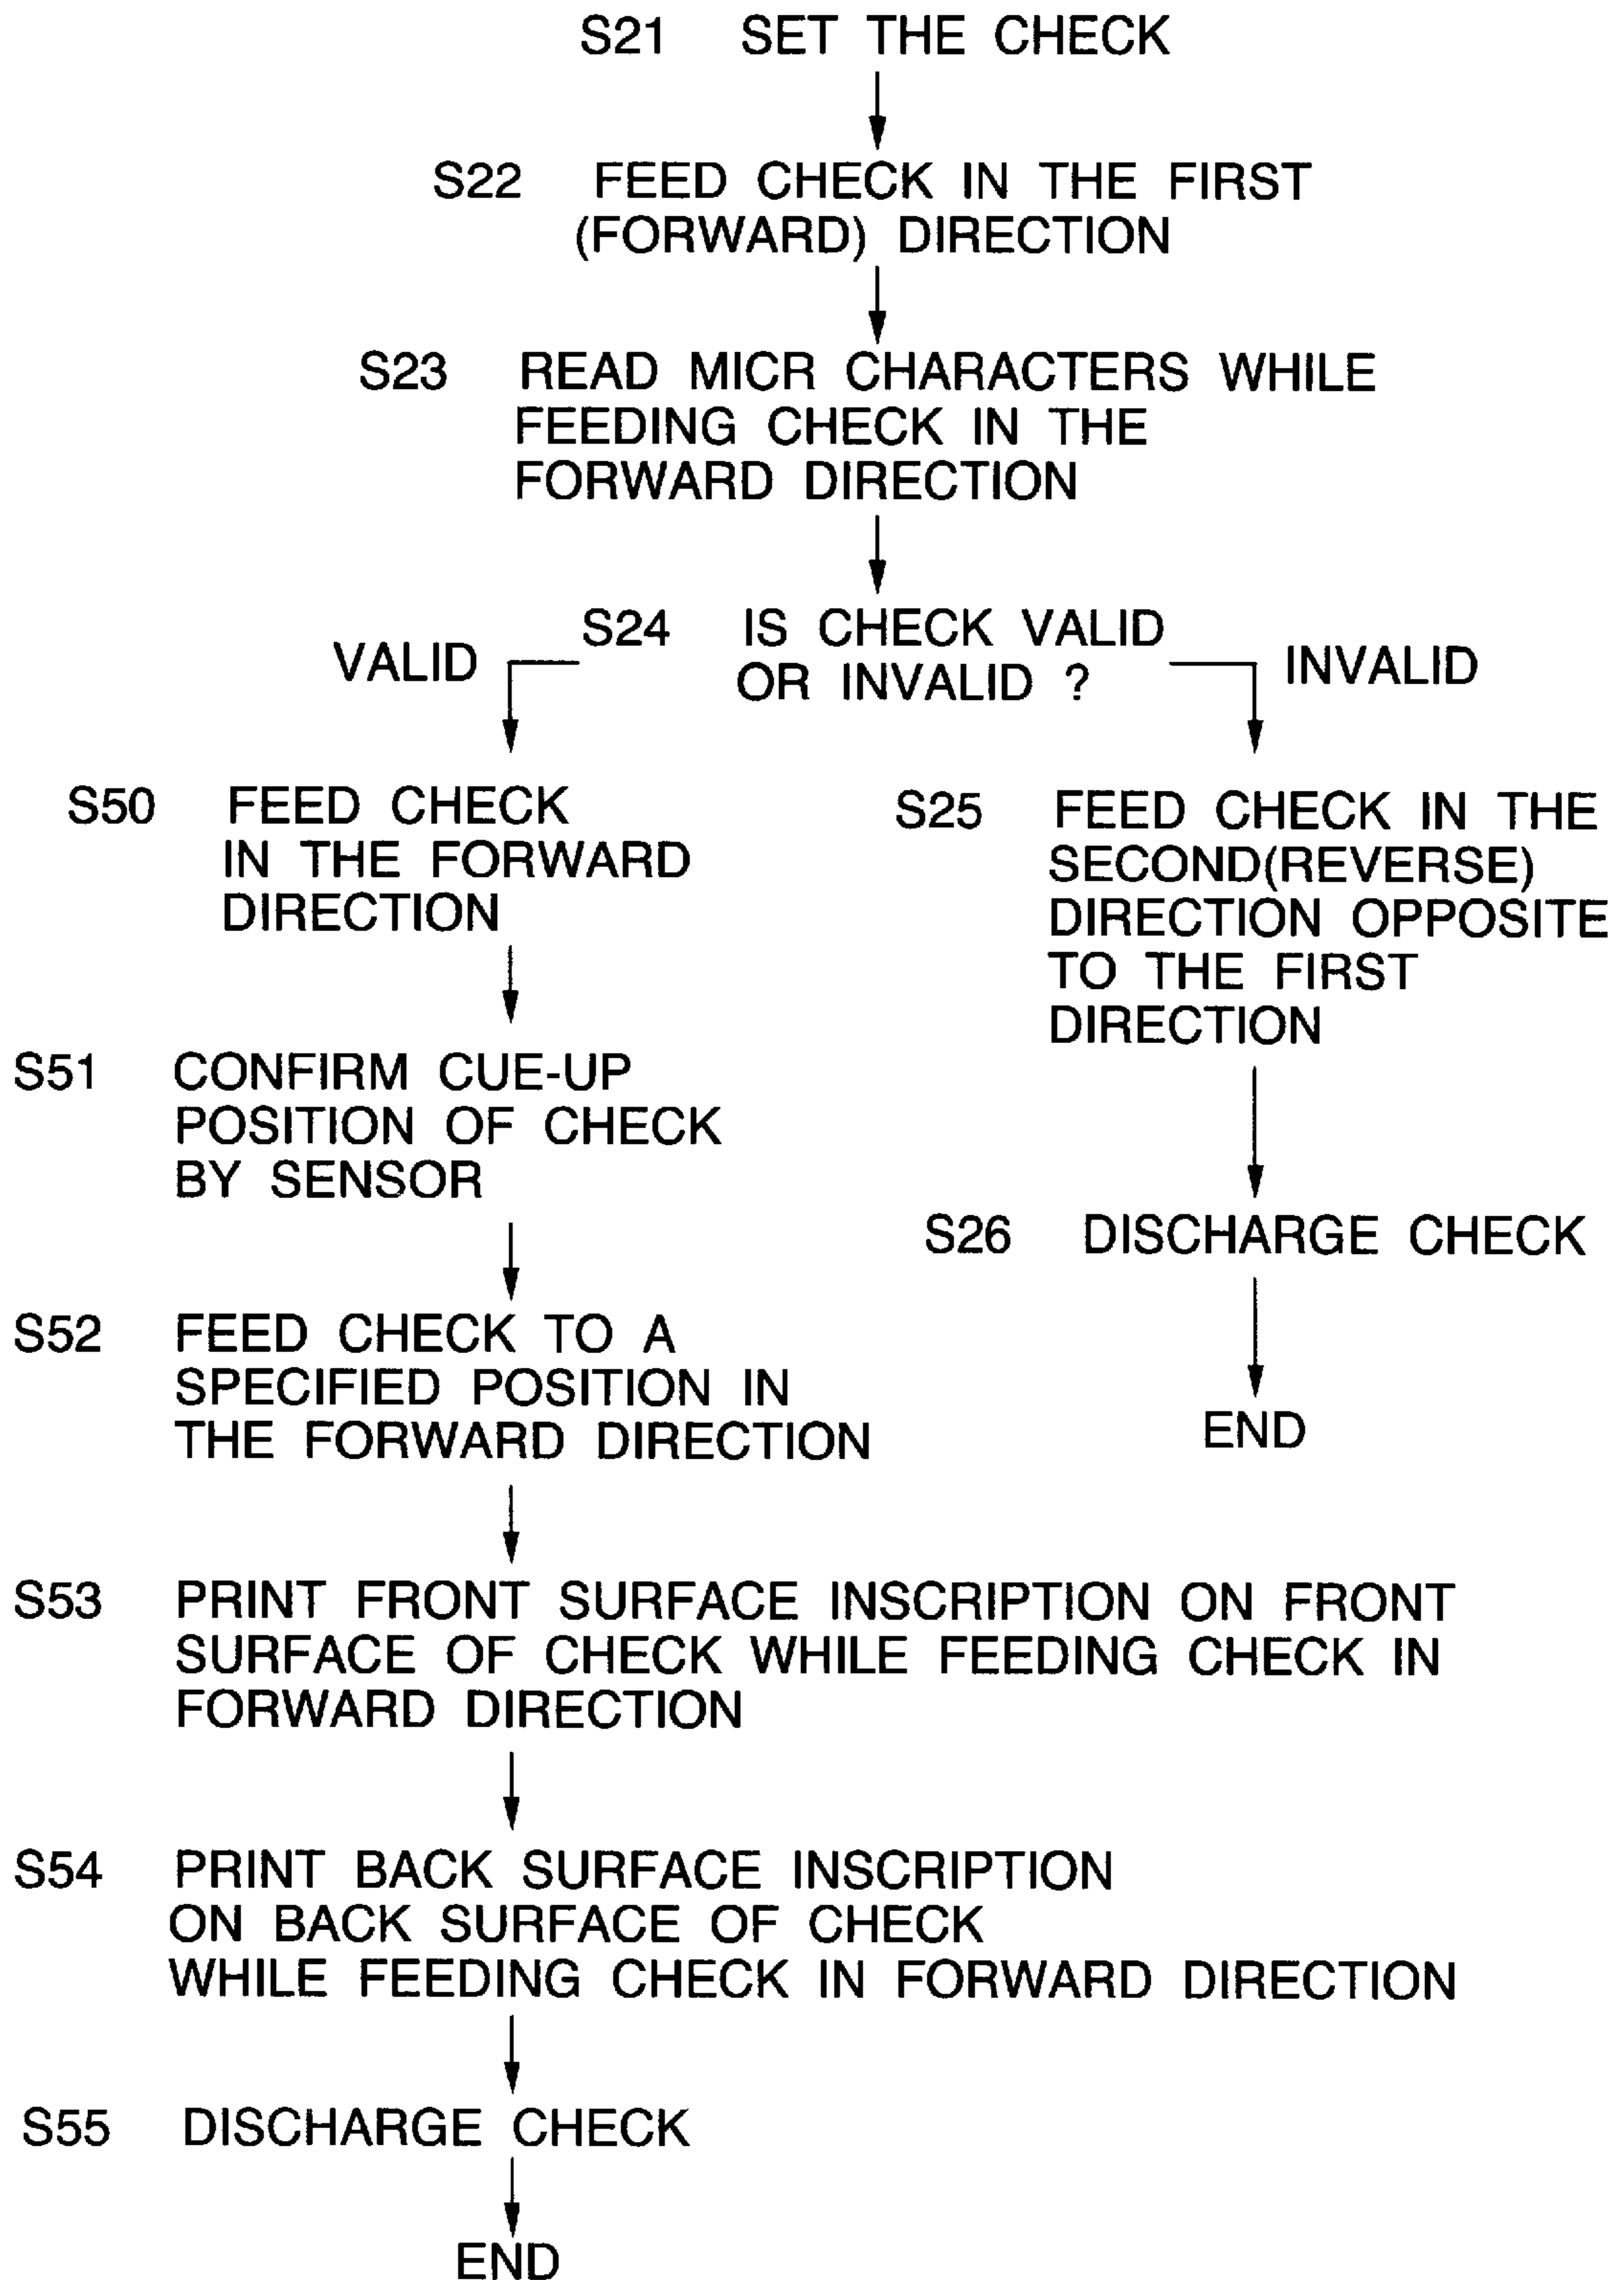 S21 SET THE CHECK
S22 FEED CHECK IN THE FIRST
(FORWARD) DIRECTION
S23 READ MICR CHARACTERS WHILE
FEEDING CHECK IN THE
FORWARD DIRECTION
S24 IS CHECK VALID
OR INVALID ?
VALID
INVALID
S50 FEED CHECK
IN THE FORWARD
DIRECTION
S51 CONFIRM CUE-UP
POSITION OF CHECK
BY SENSOR
S52 FEED CHECK TO A
SPECIFIED POSITION IN
THE FORWARD DIRECTION
S25 FEED CHECK IN THE
SECOND(REVERSE)
DIRECTION OPPOSITE
TO THE FIRST
DIRECTION
S26 DISCHARGE CHECK
END
S53 PRINT FRONT SURFACE INSCRIPTION ON FRONT
SURFACE OF CHECK WHILE FEEDING CHECK IN
FORWARD DIRECTION
S54 PRINT BACK SURFACE INSCRIPTION
ON BACK SURFACE OF CHECK
WHILE FEEDING CHECK IN FORWARD DIRECTION
S55 DISCHARGE CHECK
END